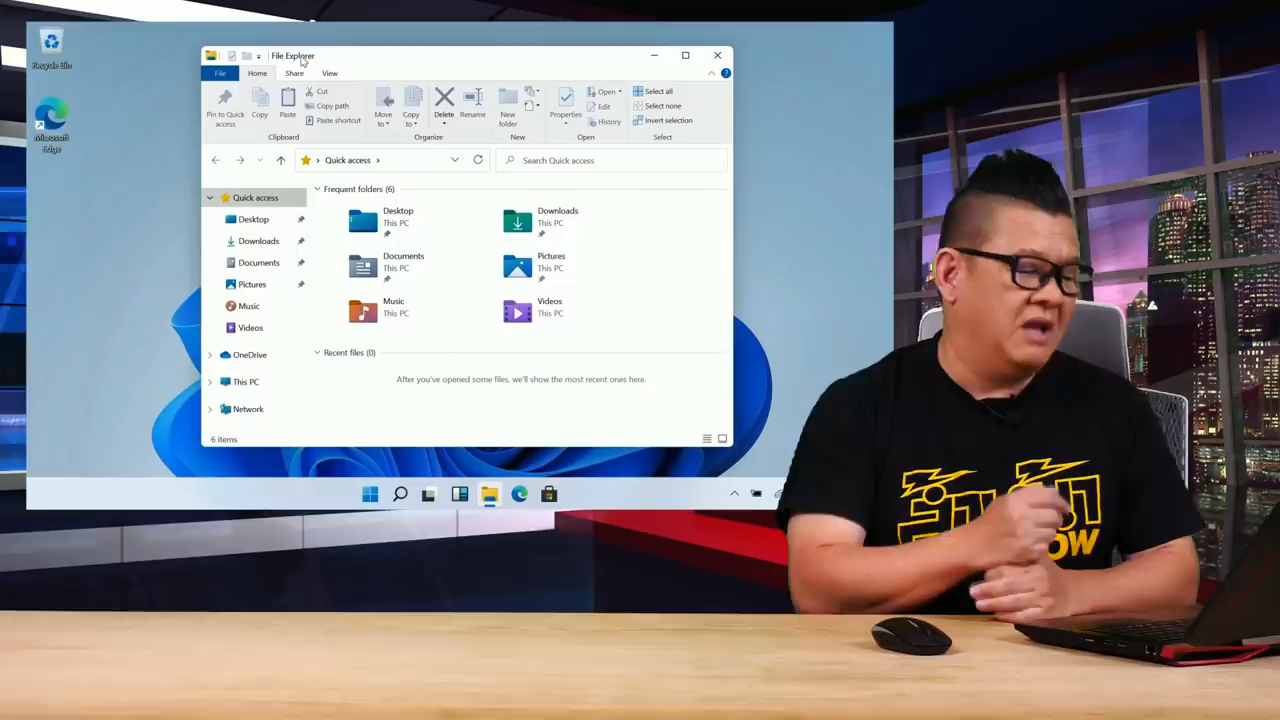 Recycle Bin
Microsoft
Edge
File Explorer
File Home Share View
Pin to Quick
access
Copy
Paste
Cut
Copy path
Paste shortcut
Clipboard
Move
to
Copy
to
Delete
Rename
Organize
New
folder
New
Properties
Open
Edit
History
Open
Select all
Select none
Invert selection
Select
Quick access
Search Quick access
Quick access
Desktop
Downloads
Documents
Pictures
Music
Videos
OneDrive
This PC
Network
Frequent folders (6)
Desktop
This PC
Downloads
This PC
Documents
This PC
Pictures
This PC
Music
This PC
Videos
This PC
Recent files (0)
After you've opened some files, we'll show the most recent ones here.
6 items